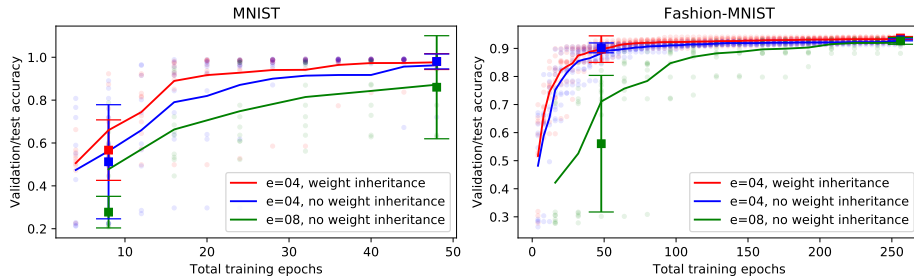 MNIST
Validation/test accuracy
1.0
0.8
0.6
0.4
0.2
e=04, weight inheritance
e=04, no weight inheritance
e=08, no weight inheritance
10 20 30 40 50
Total training epochs
Fashion-MNIST
Validation/test accuracy
0.9
0.8
0.7
0.6
0.5
0.4
0.3
e=04, weight inheritance
e=04, no weight inheritance
e=08, no weight inheritance
0 50 100 150 200 250
Total training epochs